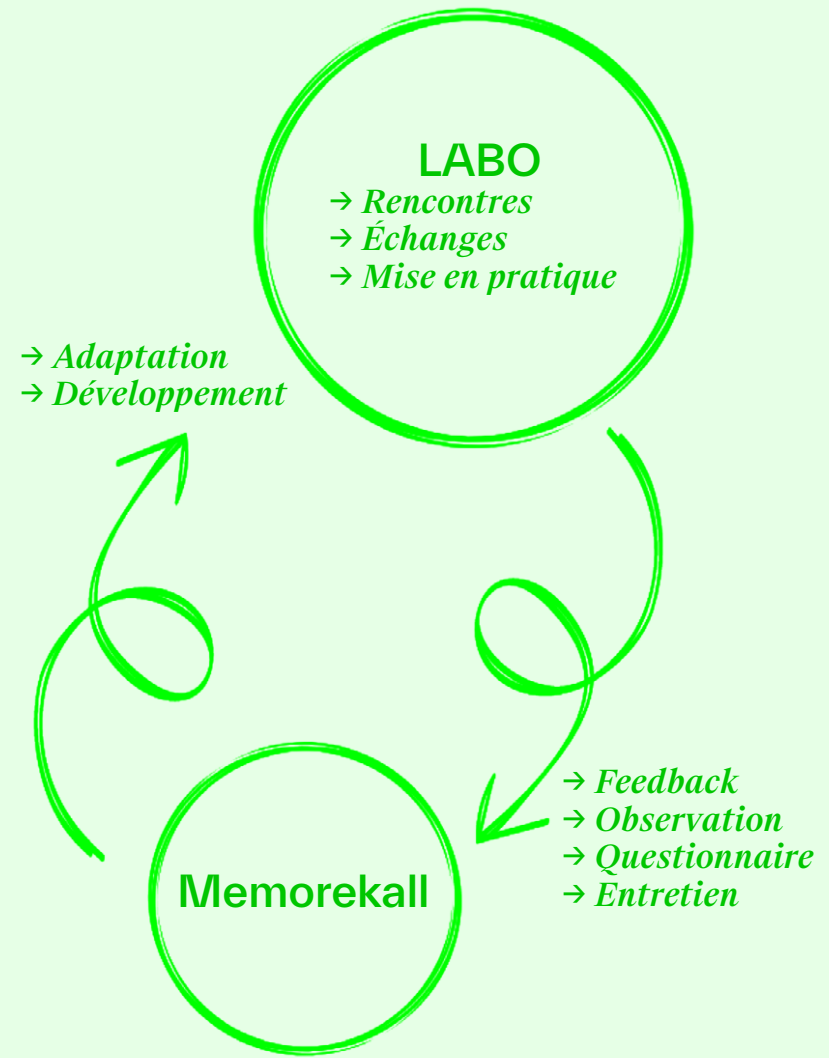 LABO
→ Rencontres
→ Échanges
→ Mise en pratique
→ Adaptation
→ Développement
→ Feedback
→ Observation
→ Questionnaire
→ Entretien
Memorekall